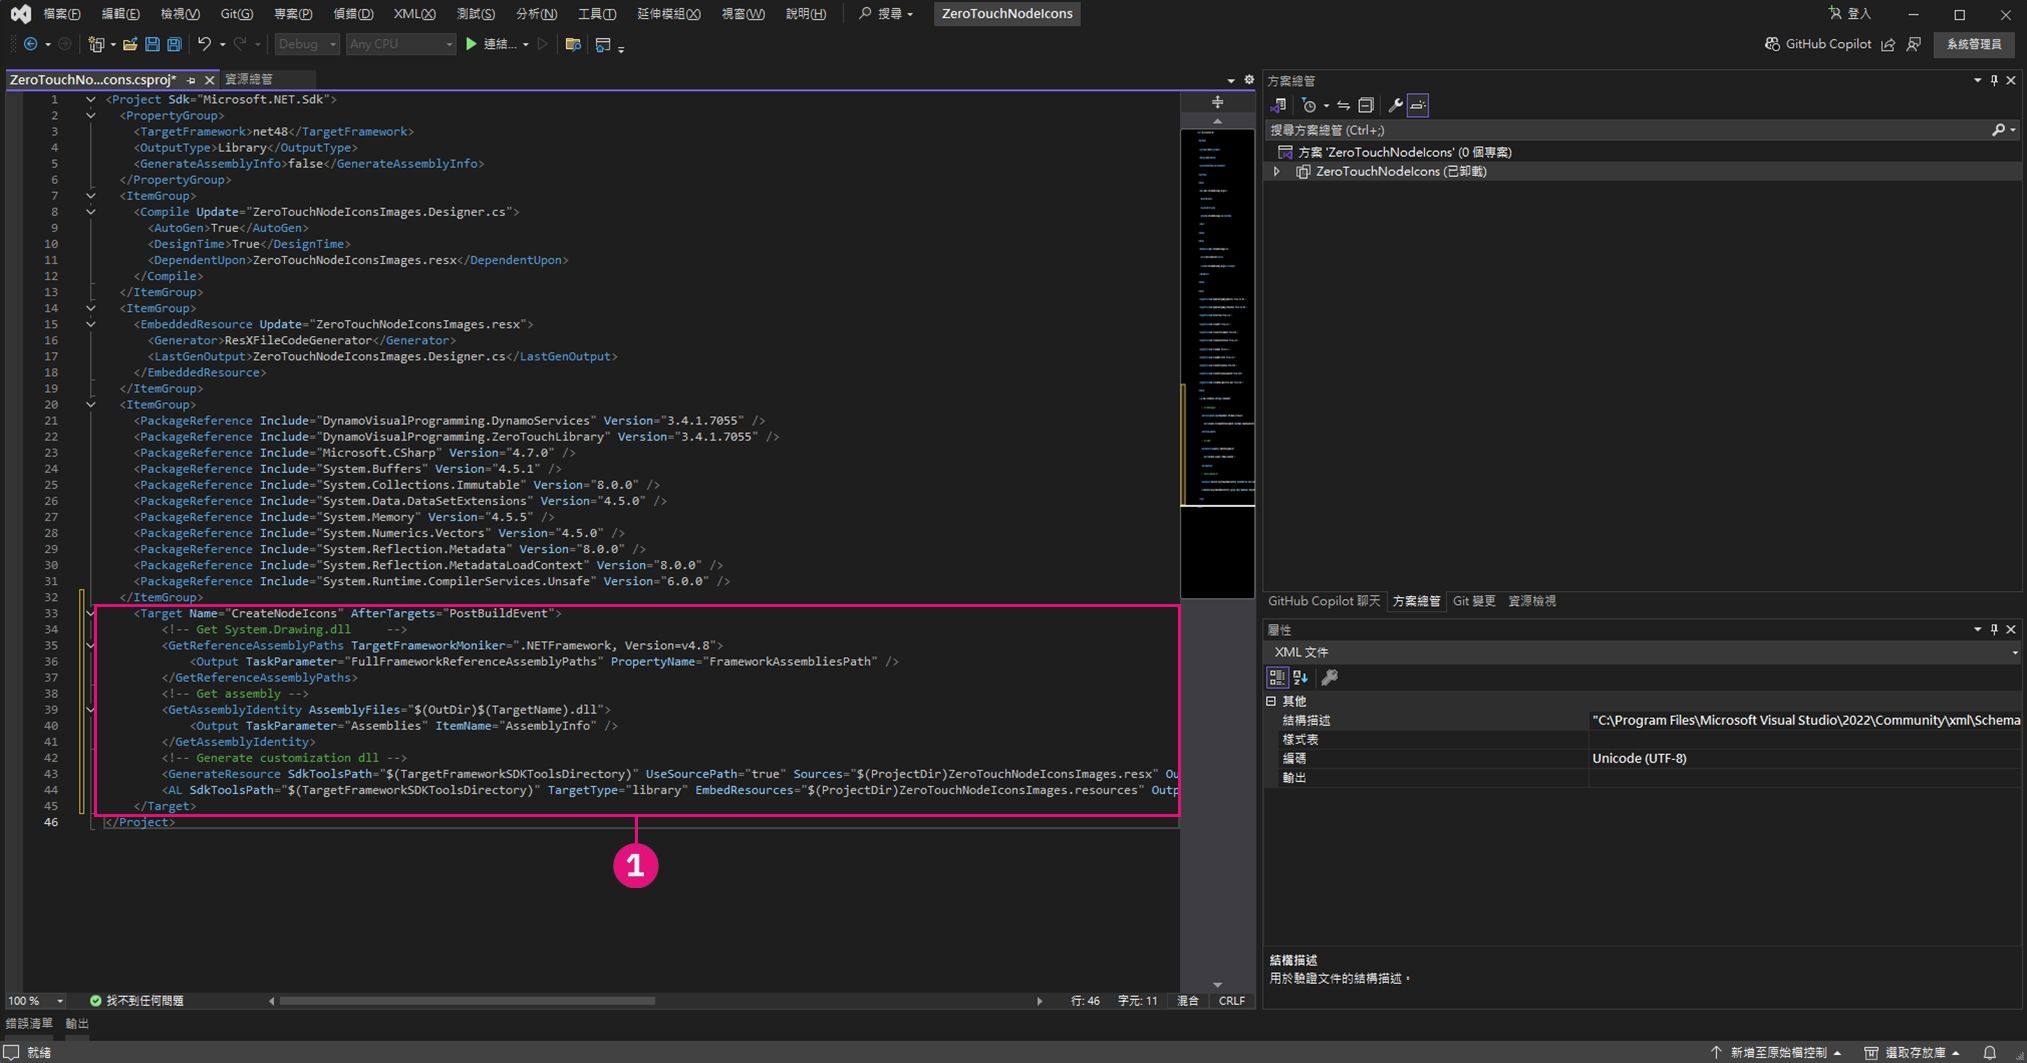 檔案(F) 編輯(E) 檢視(V) Git(G) 專案(P) 偵錯(D) XML(X) 測試(S) 分析(N) 工具(T) 延伸模組(X) 視窗(W) 說明(H) 搜尋 ZeroTouchNodeIcons 登入
Debug Any CPU 連結... GitHub Copilot 系統管理員
ZeroTouchNo...cons.csproj* 資源總管
1 <Project Sdk="Microsoft.NET.Sdk">
2 <PropertyGroup>
3 <TargetFramework>net48</TargetFramework>
4 <OutputType>Library</OutputType>
5 <GenerateAssemblyInfo>false</GenerateAssemblyInfo>
6 </PropertyGroup>
7 <ItemGroup>
8 <Compile Update="ZeroTouchNodeIconsImages.Designer.cs">
9 <AutoGen>True</AutoGen>
10 <DesignTime>True</DesignTime>
11 <DependentUpon>ZeroTouchNodeIconsImages.resx</DependentUpon>
12 </Compile>
13 </ItemGroup>
14 <ItemGroup>
15 <EmbeddedResource Update="ZeroTouchNodeIconsImages.resx">
16 <Generator>ResXFileCodeGenerator</Generator>
17 <LastGenOutput>ZeroTouchNodeIconsImages.Designer.cs</LastGenOutput>
18 </EmbeddedResource>
19 </ItemGroup>
20 <ItemGroup>
21 <PackageReference Include="DynamoVisualProgramming.DynamoServices" Version="3.4.1.7055" />
22 <PackageReference Include="DynamoVisualProgramming.ZeroTouchLibrary" Version="3.4.1.7055" />
23 <PackageReference Include="Microsoft.CSharp" Version="4.7.0" />
24 <PackageReference Include="System.Buffers" Version="4.5.1" />
25 <PackageReference Include="System.Collections.Immutable" Version="8.0.0" />
26 <PackageReference Include="System.Data.DataSetExtensions" Version="4.5.0" />
27 <PackageReference Include="System.Memory" Version="4.5.5" />
28 <PackageReference Include="System.Numerics.Vectors" Version="4.5.0" />
29 <PackageReference Include="System.Reflection.Metadata" Version="8.0.0" />
30 <PackageReference Include="System.Reflection.MetadataLoadContext" Version="8.0.0" />
31 <PackageReference Include="System.Runtime.CompilerServices.Unsafe" Version="6.0.0" />
32 </ItemGroup>
33 <Target Name="CreateNodeIcons" AfterTargets="PostBuildEvent">
34 <!-- Get System.Drawing.dll -->
35 <GetReferenceAssemblyPaths TargetFrameworkMoniker=".NETFramework, Version=v4.8">
36 <Output TaskParameter="FullFrameworkReferenceAssemblyPaths" PropertyName="FrameworkAssembliesPath" />
37 </GetReferenceAssemblyPaths>
38 <!-- Get assembly -->
39 <GetAssemblyIdentity AssemblyFiles="$(OutDir)$(TargetName).dll">
40 <Output TaskParameter="Assemblies" ItemName="AssemblyInfo" />
41 </GetAssemblyIdentity>
42 <!-- Generate customization dll -->
43 <GenerateResource SdkToolsPath="$(TargetFrameworkSDKToolsDirectory)" UseSourcePath="true" Sources="$(ProjectDir)ZeroTouchNodeIconsImages.resx" Ou
44 <AL SdkToolsPath="$(TargetFrameworkSDKToolsDirectory)" TargetType="library" EmbedResources="$(ProjectDir)ZeroTouchNodeIconsImages.resources" Outp
45 </Target>
46 </Project>
1
100 % 找不到任何問題 行: 46 字元: 11 混合 CRLF
錯誤清單 輸出
就緒
方案總管
搜尋方案總管 (Ctrl+;)
方案 'ZeroTouchNodeIcons' (0 個專案)
ZeroTouchNodeIcons (已卸載)
GitHub Copilot 聊天 方案總管 Git 變更 資源檢視
屬性
XML 文件
其他
結構描述 "C:\Program Files\Microsoft Visual Studio\2022\Community\xml\Schema
樣式表
編碼 Unicode (UTF-8)
輸出
結構描述
用於驗證文件的結構描述。
新增至原始檔控制 選取存放庫